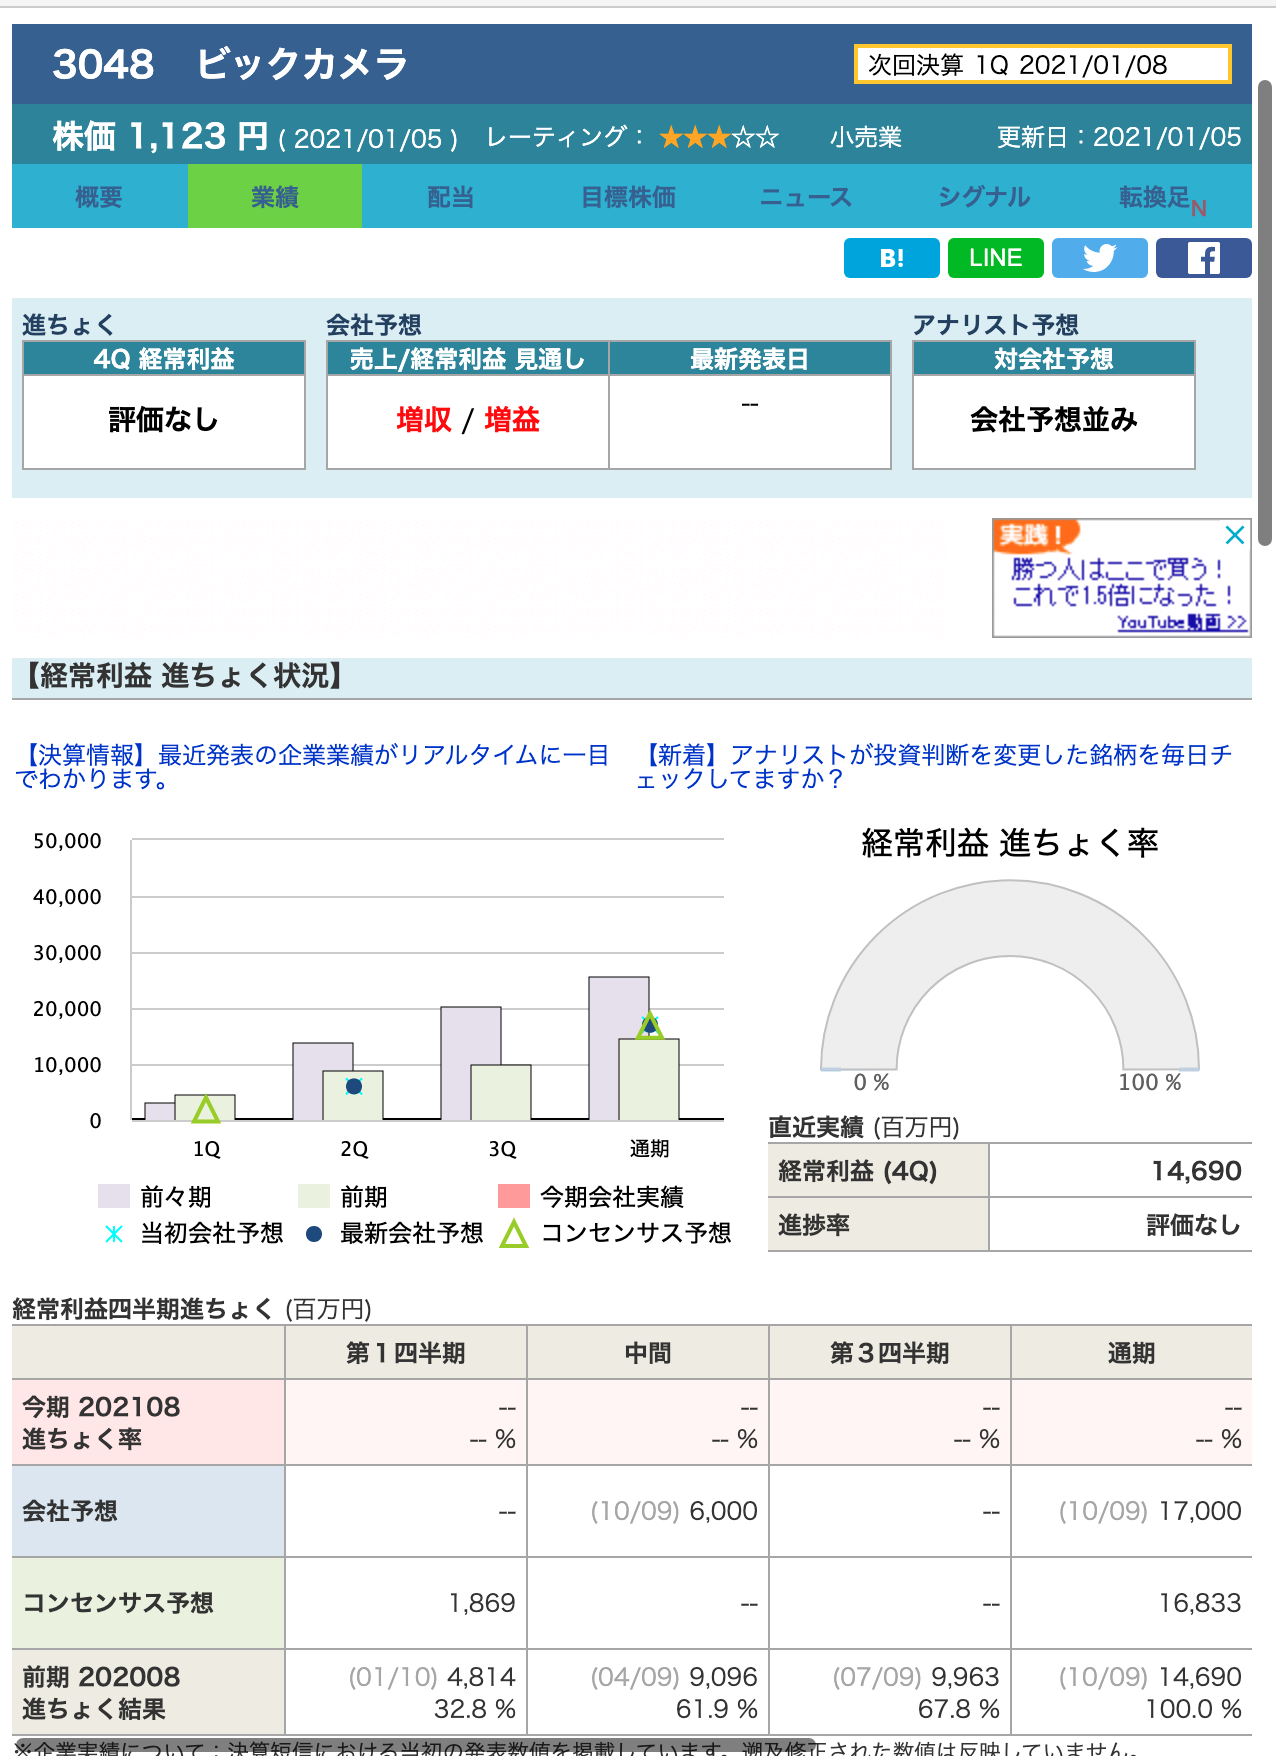 3048　ビックカメラ
次回決算 1Q 2021/01/08
株価 1,123 円 ( 2021/01/05 ) レーティング： ★★★☆☆ 小売業 更新日：2021/01/05
概要 業績 配当 目標株価 ニュース シグナル 転換足N
B! LINE
進ちょく 会社予想 アナリスト予想
4Q 経常利益 売上/経常利益 見通し 最新発表日 対会社予想
評価なし 増収 / 増益 -- 会社予想並み
実践！
勝つ人はここで買う！
これで1.5倍になった！
YouTube動画 >>
【経常利益 進ちょく状況】
【決算情報】最近発表の企業業績がリアルタイムに一目
でわかります。
【新着】アナリストが投資判断を変更した銘柄を毎日チ
ェックしてますか？
50,000
40,000
30,000
20,000
10,000
0
1Q 2Q 3Q 通期
前々期 前期 今期会社実績
当初会社予想 最新会社予想 コンセンサス予想
経常利益 進ちょく率
0 % 100 %
直近実績 (百万円)
経常利益 (4Q) 14,690
進捗率 評価なし
経常利益四半期進ちょく (百万円)
第１四半期 中間 第３四半期 通期
今期 202108 -- -- -- --
進ちょく率 -- % -- % -- % -- %
会社予想 -- (10/09) 6,000 -- (10/09) 17,000
コンセンサス予想 1,869 -- -- 16,833
前期 202008 (01/10) 4,814 (04/09) 9,096 (07/09) 9,963 (10/09) 14,690
進ちょく結果 32.8 % 61.9 % 67.8 % 100.0 %
※企業実績について：決算短信における当初の発表数値を掲載しています。遡及修正された数値は反映していません。